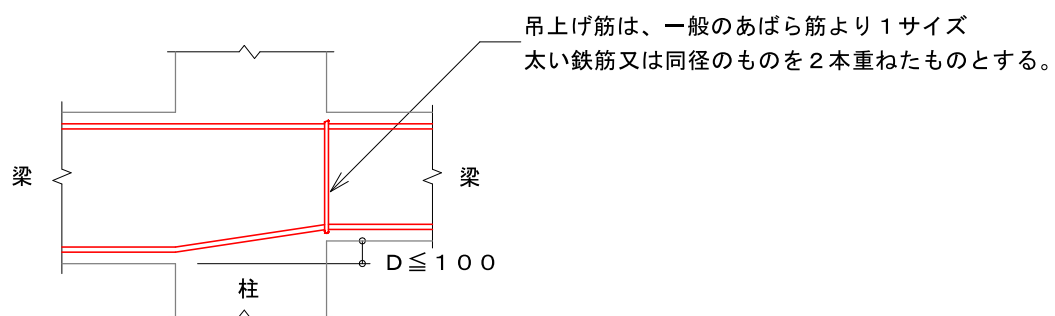 吊上げ筋は、一般のあばら筋より１サイズ
太い鉄筋又は同径のものを２本重ねたものとする。
梁
梁
Ｄ≦１００
柱